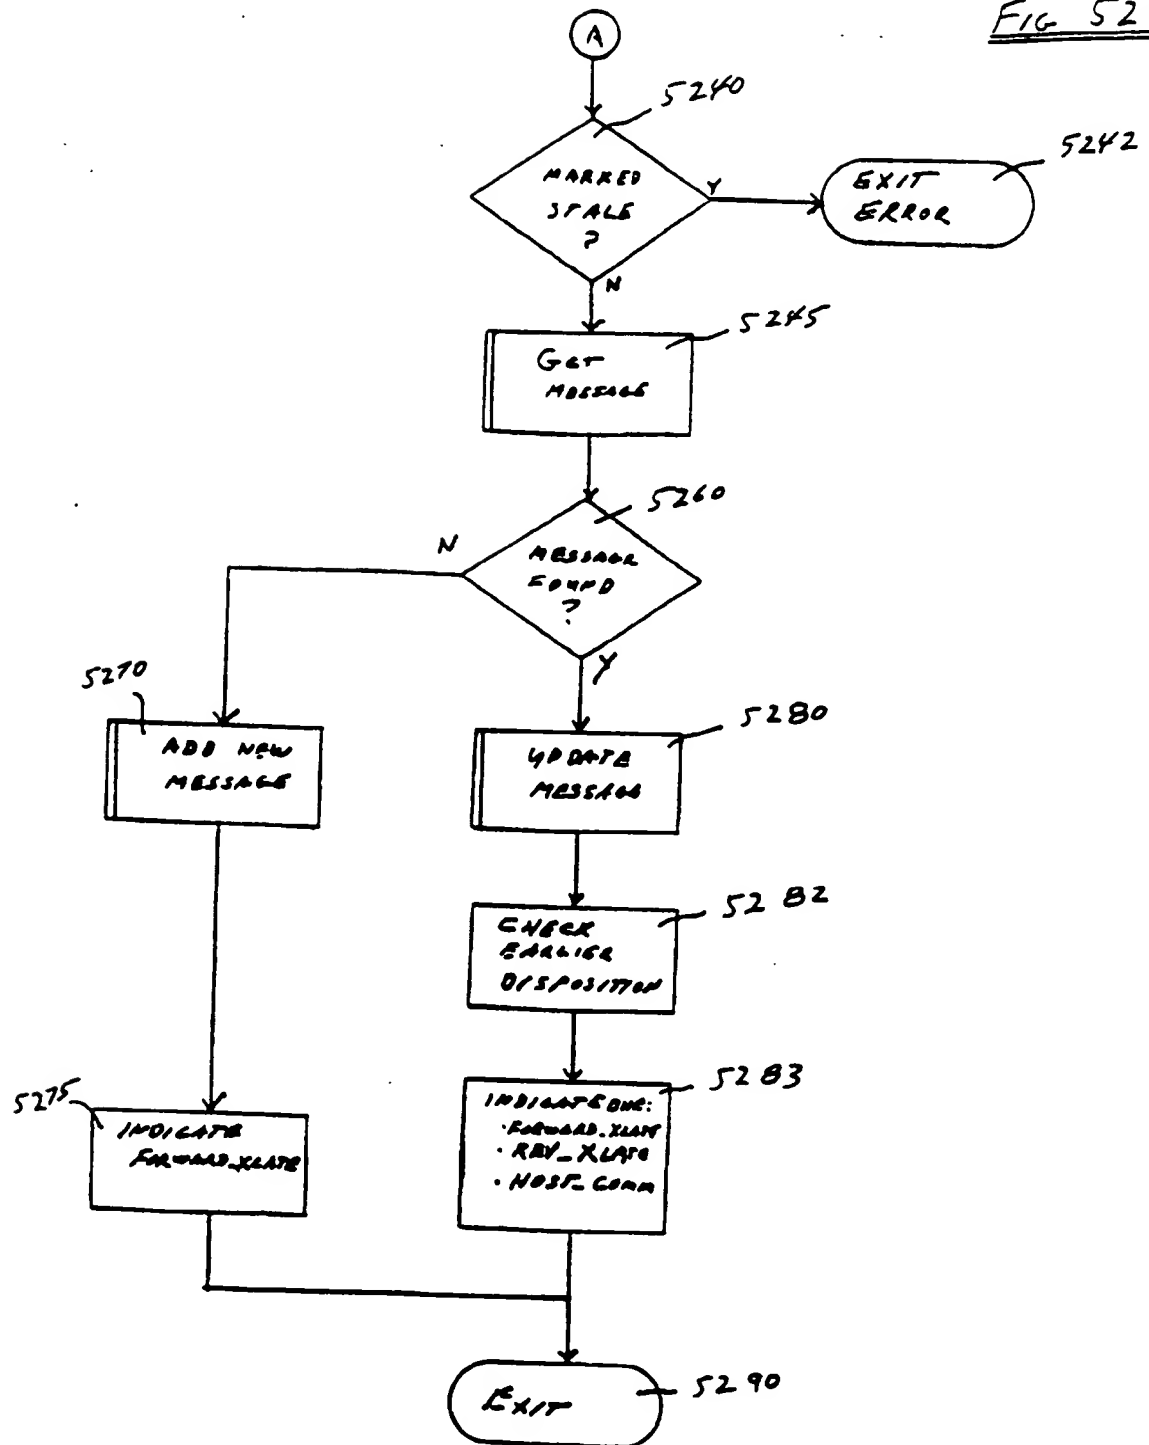 FIG 52
A
5240
MARKED
STALE
?
Y
5242
EXIT
ERROR
N
5245
GET
MESSAGE
5260
N
MESSAGE
FOUND
?
Y
5270
ADD NEW
MESSAGE
5280
UPDATE
MESSAGE
5282
CHECK
EARLIER
DISPOSITION
5275
INDICATE
FORWARD_XLATE
5283
INDICATE ONE:
· FORWARD_XLATE
· REV_XLATE
· HOST_COMM
5290
EXIT